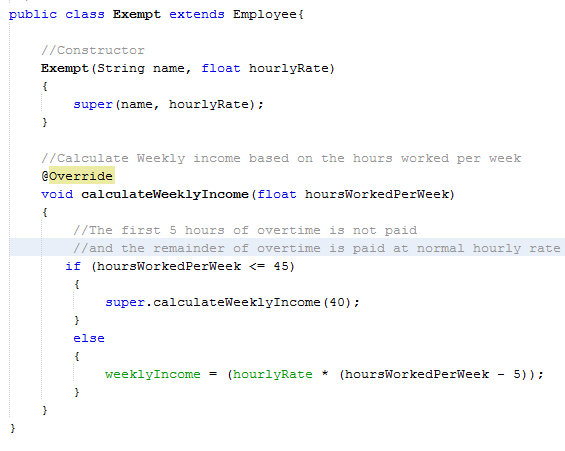 public class Exempt extends Employee{
//Constructor
Exempt(String name, float hourlyRate)
{
super(name, hourlyRate);
}
//Calculate Weekly income based on the hours worked per week
@Override
void calculateWeeklyIncome(float hoursWorkedPerWeek)
{
//The first 5 hours of overtime is not paid
//and the remainder of overtime is paid at normal hourly rate
if (hoursWorkedPerWeek <= 45)
{
super.calculateWeeklyIncome(40);
}
else
{
weeklyIncome = (hourlyRate * (hoursWorkedPerWeek - 5));
}
}
}